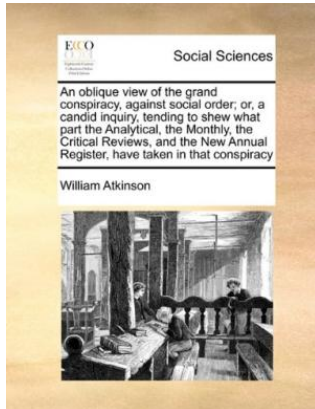 ECCO
Social Sciences
An oblique view of the grand
conspiracy, against social order; or, a
candid inquiry, tending to shew what
part the Analytical, the Monthly, the
Critical Reviews, and the New Annual
Register, have taken in that conspiracy
William Atkinson